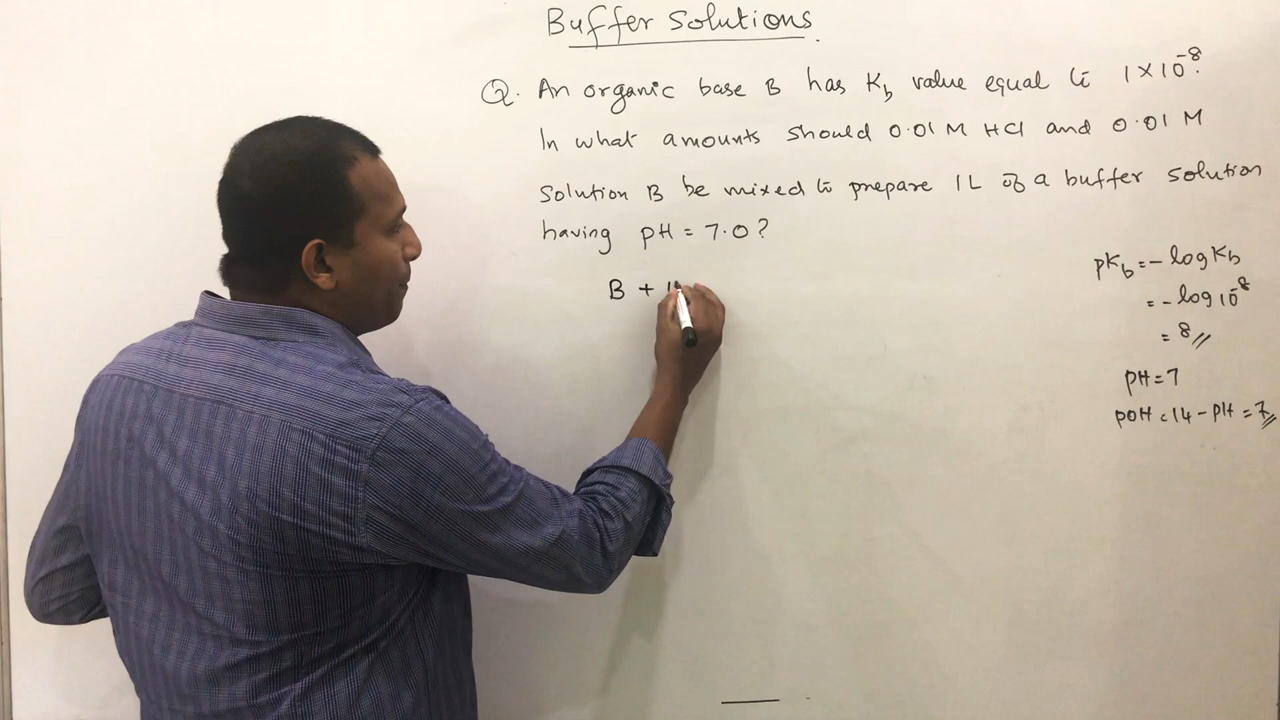 Buffer Solutions
Q. An organic base B has Kb value equal to 1×10⁻⁸.
In what amounts should 0.01 M HCl and 0.01 M
solution B be mixed to prepare 1L of a buffer solution
having pH = 7.0?
B +
pKb = - log Kb
= - log 10⁻⁸
= 8 //
pH = 7
pOH = 14 - pH = 7 //